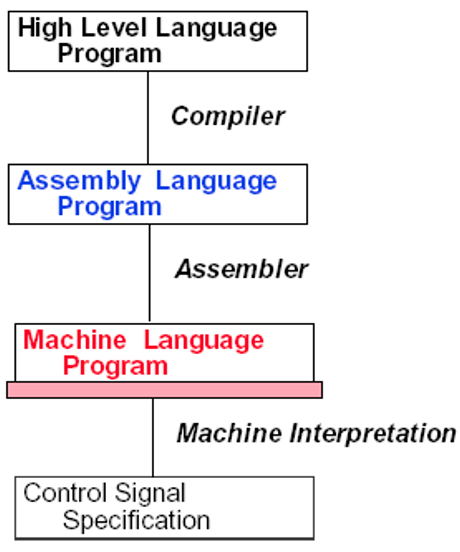 High Level Language
Program
Compiler
Assembly Language
Program
Assembler
Machine Language
Program
Machine Interpretation
Control Signal
Specification